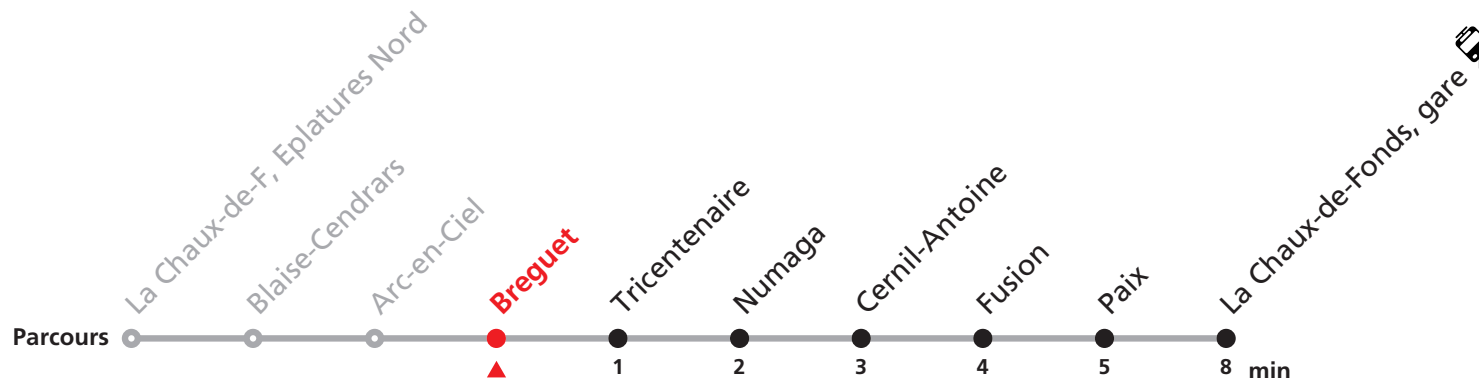 La Chaux-de-F, Eplatures Nord
Blaise-Cendrars
Arc-en-Ciel
Breguet
Tricentenaire
Numaga
Cernil-Antoine
Fusion
Paix
La Chaux-de-Fonds, gare
Parcours
1 2 3 4 5 8 min